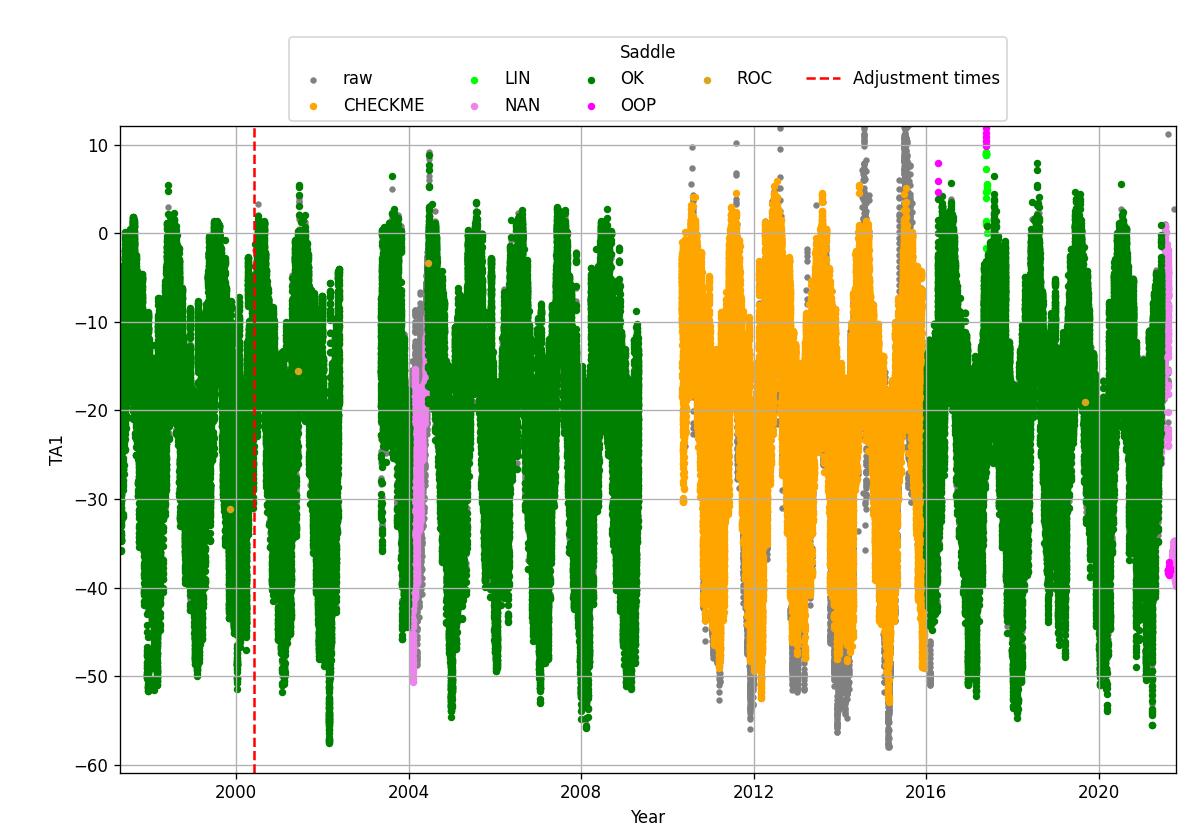 Saddle
raw LIN OK ROC Adjustment times
CHECKME NAN OOP
10
0
−10
−20
−30
−40
−50
−60
TA1
2000 2004 2008 2012 2016 2020
Year